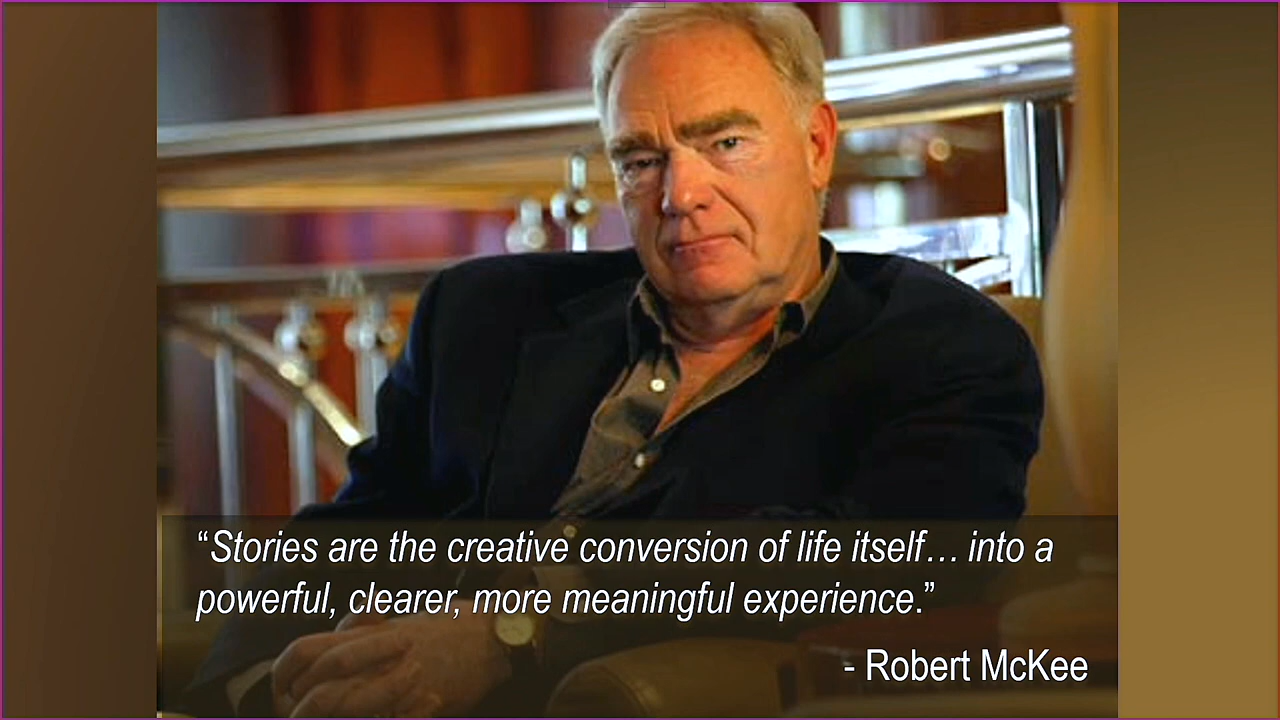 “Stories are the creative conversion of life itself… into a
powerful, clearer, more meaningful experience.”
- Robert McKee